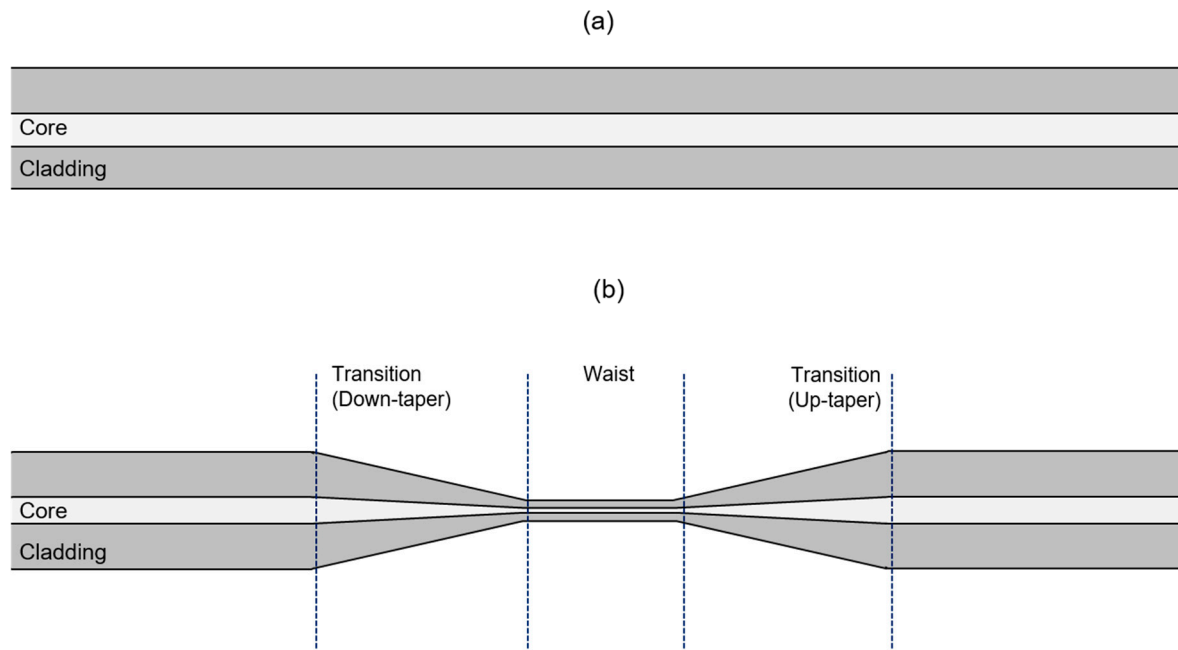 (a)
Core
Cladding
(b)
Transition
(Down-taper)
Waist
Transition
(Up-taper)
Core
Cladding